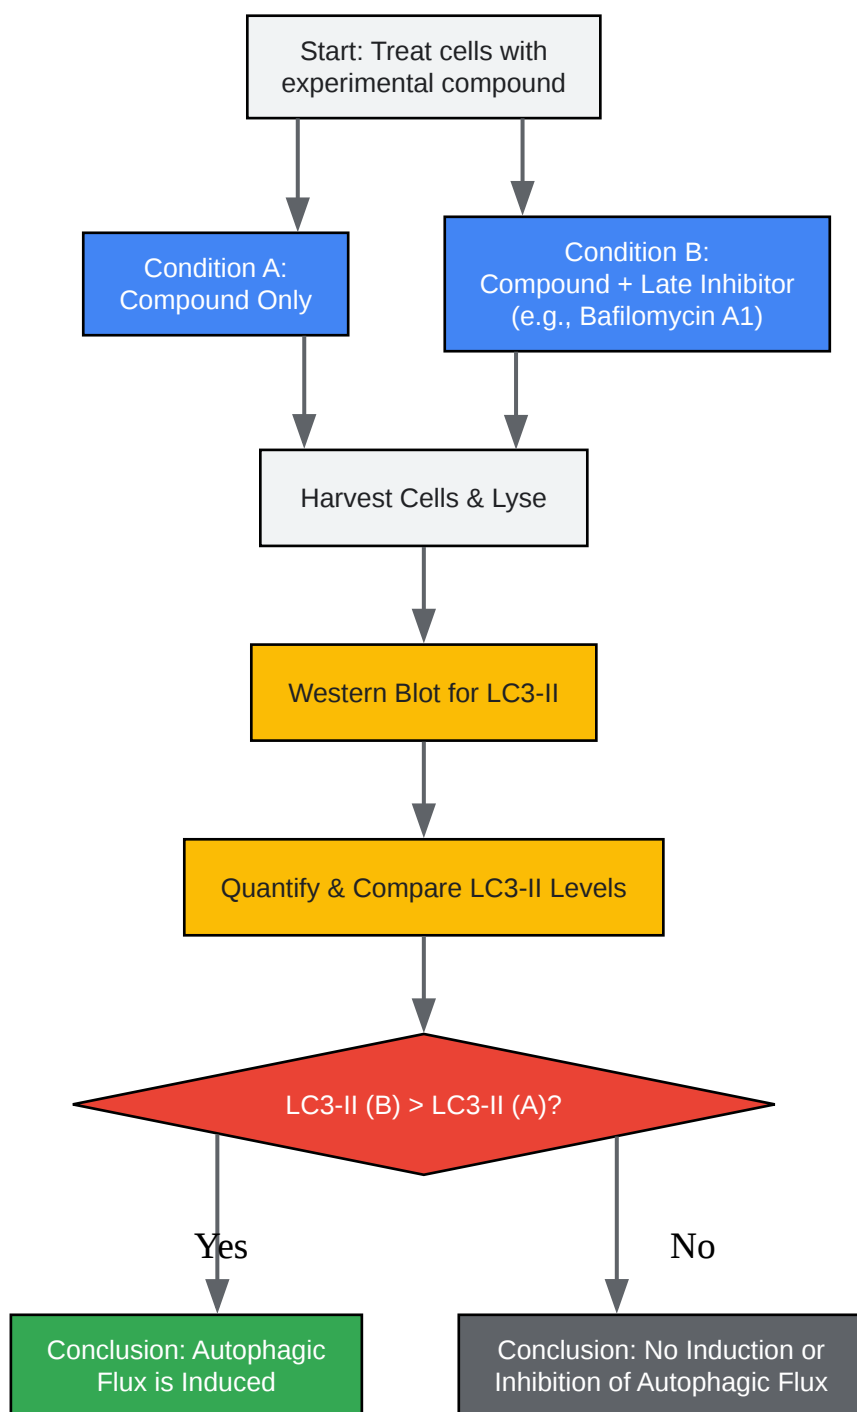 Start: Treat cells with
experimental compound
Condition A:
Compound Only
Condition B:
Compound + Late Inhibitor
(e.g., Bafilomycin A1)
Harvest Cells & Lyse
Western Blot for LC3-II
Quantify & Compare LC3-II Levels
LC3-II (B) > LC3-II (A)?
Yes
No
Conclusion: Autophagic
Flux is Induced
Conclusion: No Induction or
Inhibition of Autophagic Flux